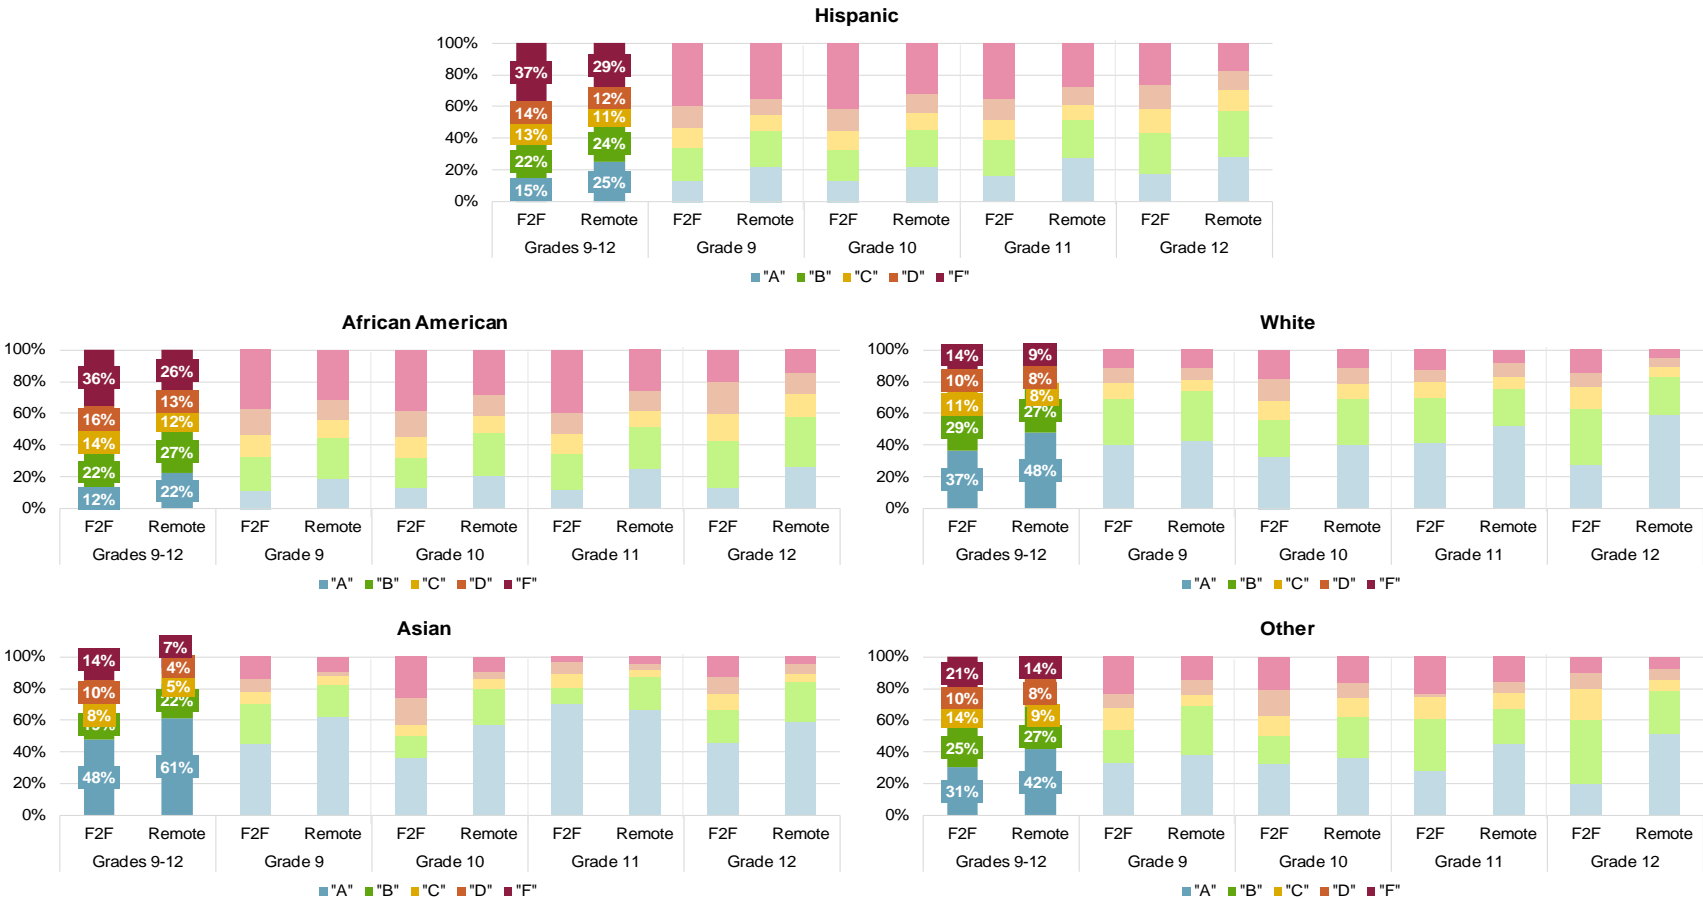 Hispanic
100%
80%
60%
40%
20%
0%
37% 29%
14% 12%
13% 11%
22% 24%
15% 25%
F2F Remote F2F Remote F2F Remote F2F Remote F2F Remote
Grades 9-12 Grade 9 Grade 10 Grade 11 Grade 12
"A" "B" "C" "D" "F"
African American
100%
80%
60%
40%
20%
0%
36% 26%
16% 13%
14% 12%
22% 27%
12% 22%
F2F Remote F2F Remote F2F Remote F2F Remote F2F Remote
Grades 9-12 Grade 9 Grade 10 Grade 11 Grade 12
"A" "B" "C" "D" "F"
White
100%
80%
60%
40%
20%
0%
14% 9%
10% 8%
11% 8%
29% 27%
37% 48%
F2F Remote F2F Remote F2F Remote F2F Remote F2F Remote
Grades 9-12 Grade 9 Grade 10 Grade 11 Grade 12
"A" "B" "C" "D" "F"
Asian
100%
80%
60%
40%
20%
0%
14% 7%
10% 4%
8% 5%
22%
48% 61%
F2F Remote F2F Remote F2F Remote F2F Remote F2F Remote
Grades 9-12 Grade 9 Grade 10 Grade 11 Grade 12
"A" "B" "C" "D" "F"
Other
100%
80%
60%
40%
20%
0%
21% 14%
10% 8%
14% 9%
25% 27%
31% 42%
F2F Remote F2F Remote F2F Remote F2F Remote F2F Remote
Grades 9-12 Grade 9 Grade 10 Grade 11 Grade 12
"A" "B" "C" "D" "F"